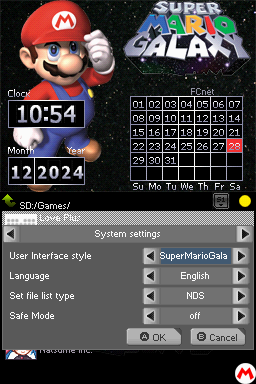 SUPER
MARIO
GALAXY
Clock
FCnet
10:54
01 02 03 04 05 06 07
08 09 10 11 12 13 14
15 16 17 18 19 20 21
22 23 24 25 26 27 28
29 30 31
Month Year
12 2024
Su Mo Tu We Th Fr Sa
SD:/Games/
Love Plus
System settings
User Interface style SuperMarioGala
Language English
Set file list type NDS
Safe Mode off
A OK B Cancel
Natsume Inc.